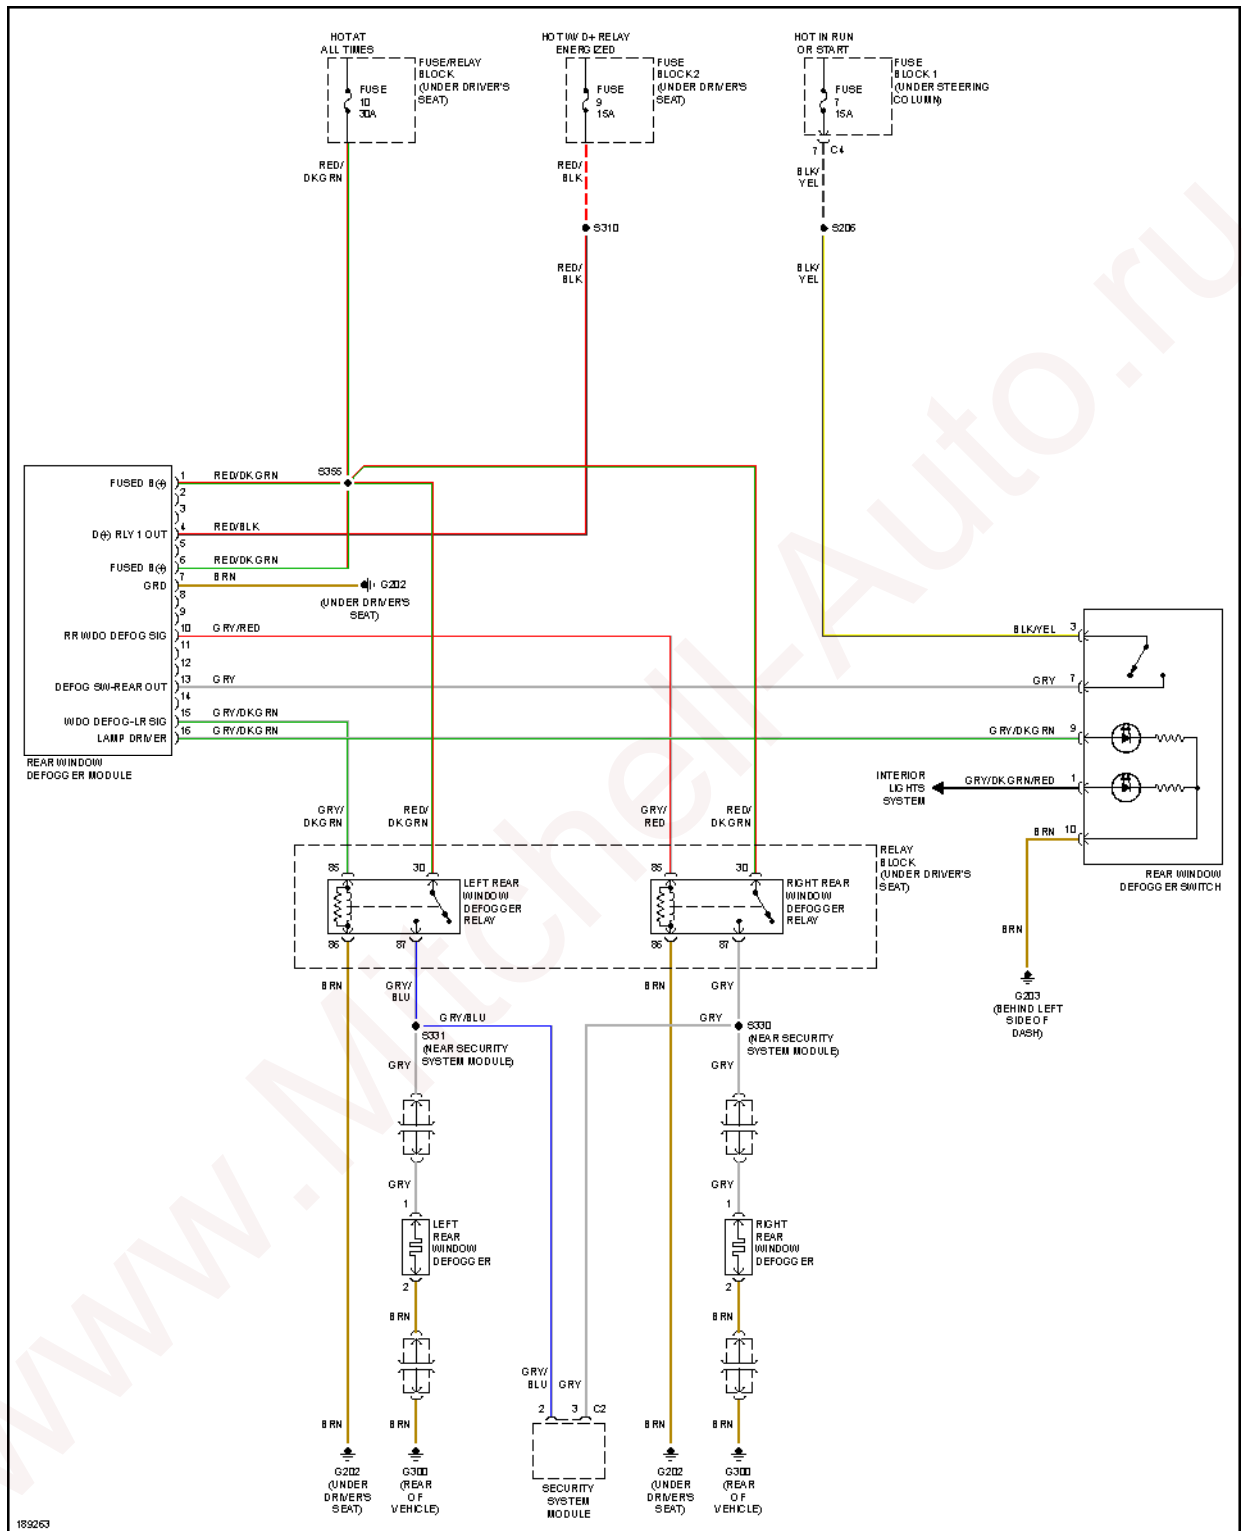 HOT AT
ALL TIMES
FUSE/RELAY
BLOCK
(UNDER DRIVER'S
SEAT)
FUSE
10
30A
HOT W/ D+ RELAY
ENERGIZED
FUSE
BLOCK 2
(UNDER DRIVER'S
SEAT)
FUSE
9
15A
HOT IN RUN
OR START
FUSE
BLOCK 1
(UNDER STEERING
COLUMN)
FUSE
7
15A
7 C4
RED/
DKGRN
RED/
BLK
BLK/
YEL
S310
S206
RED/
BLK
BLK/
YEL
S355
FUSED B(+) 1 RED/DKGRN
2
3
D(+) RLY 1 OUT 4 RED/BLK
5
FUSED B(+) 6 RED/DKGRN
GRD 7 BRN
G202
(UNDER DRIVER'S
SEAT)
8
9
RR WDO DEFOG SIG 10 GRY/RED
11
12
DEFOG SW-REAR OUT 13 GRY
14
WDO DEFOG-LR SIG 15 GRY/DKGRN
LAMP DRIVER 16 GRY/DKGRN
REAR WINDOW
DEFOGGER MODULE
BLK/YEL 3
GRY 7
GRY/DKGRN 9
INTERIOR
LIGHTS
SYSTEM
GRY/DKGRN/RED 1
BRN 10
REAR WINDOW
DEFOGGER SWITCH
BRN
G203
(BEHIND LEFT
SIDE OF
DASH)
GRY/
DKGRN
RED/
DKGRN
GRY/
RED
RED/
DKGRN
RELAY
BLOCK
(UNDER DRIVER'S
SEAT)
85 30
LEFT REAR
WINDOW
DEFOGGER
RELAY
86 87
85 30
RIGHT REAR
WINDOW
DEFOGGER
RELAY
86 87
BRN
GRY/
BLU
BRN
GRY
GRY/BLU
GRY
S331
(NEAR SECURITY
SYSTEM MODULE)
S330
(NEAR SECURITY
SYSTEM MODULE)
GRY
GRY
GRY
GRY
1
LEFT
REAR
WINDOW
DEFOGGER
2
1
RIGHT
REAR
WINDOW
DEFOGGER
2
BRN
BRN
GRY/
BLU
GRY
2 3 C2
SECURITY
SYSTEM
MODULE
BRN
BRN
BRN
BRN
G202
(UNDER
DRIVER'S
SEAT)
G300
(REAR
OF
VEHICLE)
G202
(UNDER
DRIVER'S
SEAT)
G300
(REAR
OF
VEHICLE)
189263
www.Mitchell-Auto.ru